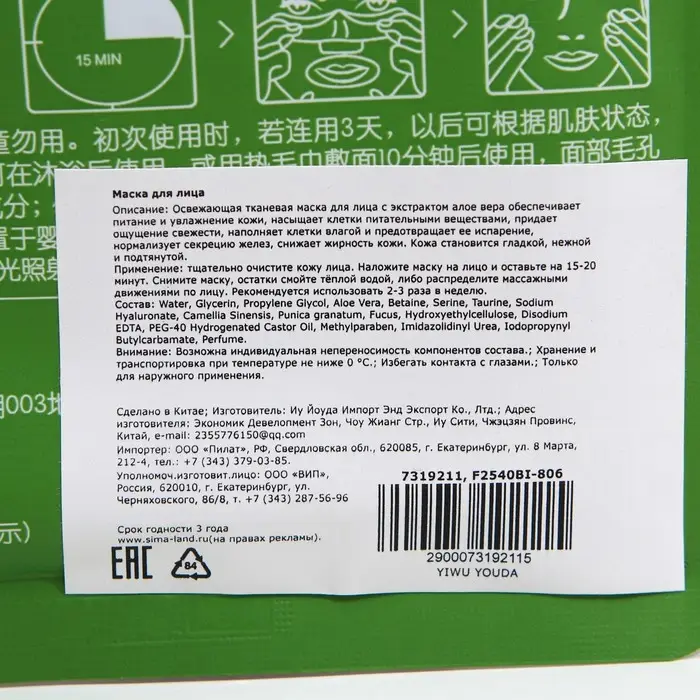 15 MIN
童勿用。初次使用时，若连用3天，以后可根据肌肤状态，
可在沐浴后使用，或用热毛巾敷面10分钟后使用，面部毛孔
充分；
置于婴
光照射
Маска для лица
Описание: Освежающая тканевая маска для лица с экстрактом алое вера обеспечивает
питание и увлажнение кожи, насыщает клетки питательными веществами, придает
ощущение свежести, наполняет клетки влагой и предотвращает ее испарение,
нормализует секрецию желез, снижает жирность кожи. Кожа становится гладкой, нежной
и подтянутой.
Применение: тщательно очистите кожу лица. Наложите маску на лицо и оставьте на 15-20
минут. Снимите маску, остатки смойте тёплой водой, либо распределите массажными
движениями по лицу. Рекомендуется использовать 2-3 раза в неделю.
Состав: Water, Glycerin, Propylene Glycol, Aloe Vera, Betaine, Serine, Taurine, Sodium
Hyaluronate, Camellia Sinensis, Punica granatum, Fucus, Hydroxyethylcellulose, Disodium
EDTA, PEG-40 Hydrogenated Castor Oil, Methylparaben, Imidazolidinyl Urea, Iodopropynyl
Butylcarbamate, Perfume.
Внимание: Возможна индивидуальная непереносимость компонентов состава.; Хранение и
транспортировка при температуре не ниже 0 °С.; Избегать контакта с глазами.; Только
для наружного применения.
月003地
Сделано в Китае; Изготовитель: Иу Йоуда Импорт Энд Экспорт Ко., Лтд.; Адрес
изготовителя: Экономик Девелопмент Зон, Чоу Жианг Стр., Иу Сити, Чжэцзян Провинс,
Китай, e-mail: 2355776150@qq.com
Импортер: ООО «Пилат», РФ, Свердловская обл., 620085, г. Екатеринбург, ул. 8 Марта,
212-4, тел.: +7 (343) 379-03-85.
Уполномоч.изготовит.лицо: ООО «ВИП»,
Россия, 620010, г. Екатеринбург, ул.
Черняховского, 86/8, т. +7 (343) 287-56-96
7319211, F2540BI-806
2900073192115
YIWU YOUDA
示)
Срок годности 3 года
www.sima-land.ru(на правах рекламы).
EAC
84